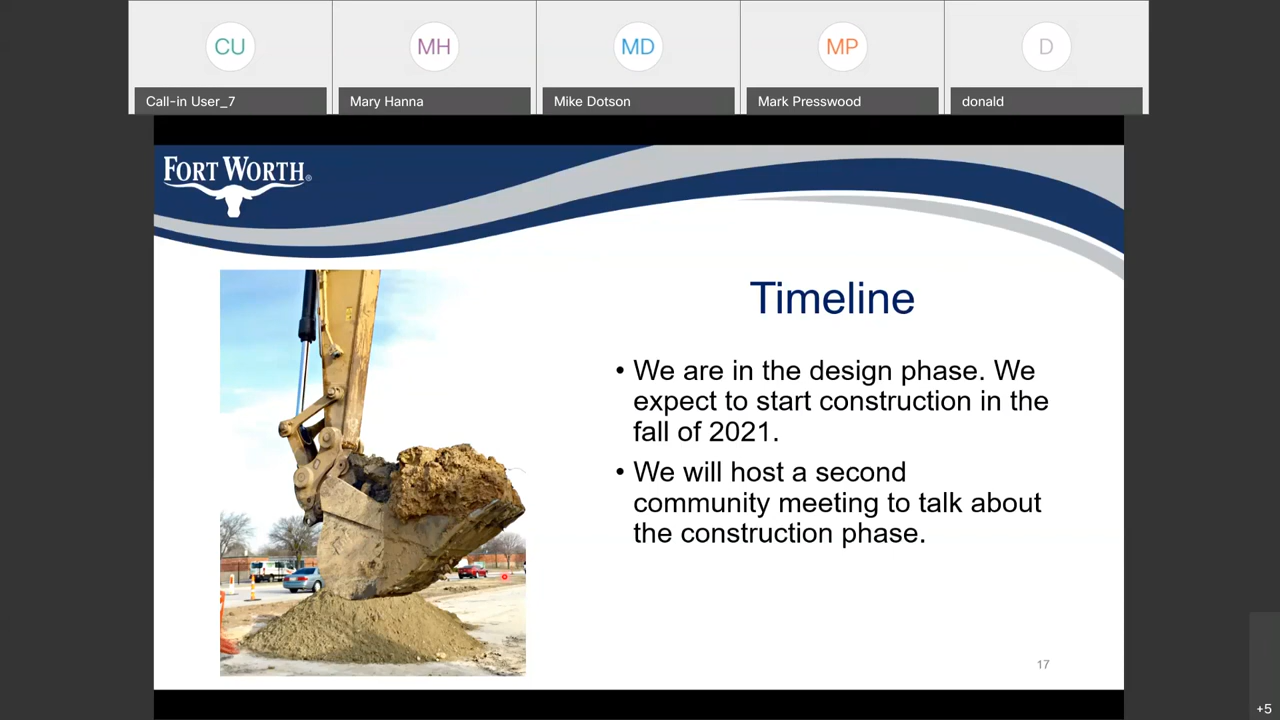 CU
MH
MD
MP
D
Call-in User_7
Mary Hanna
Mike Dotson
Mark Presswood
donald
FORT WORTH®
Timeline
• We are in the design phase. We
expect to start construction in the
fall of 2021.
• We will host a second
community meeting to talk about
the construction phase.
17
+5